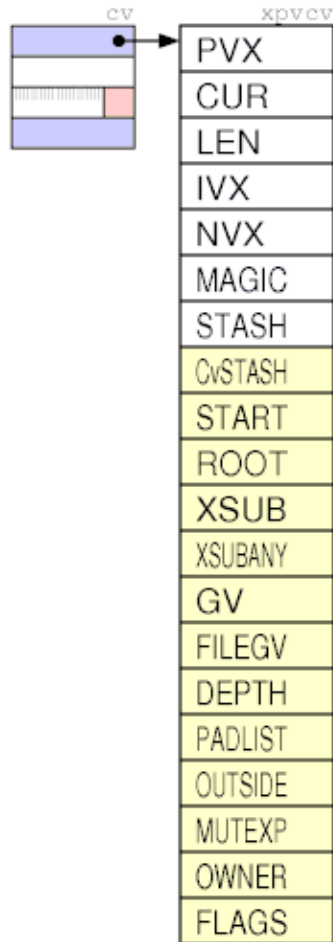 cv
xpvcv
PVX
CUR
LEN
IVX
NVX
MAGIC
STASH
CvSTASH
START
ROOT
XSUB
XSUBANY
GV
FILEGV
DEPTH
PADLIST
OUTSIDE
MUTEXP
OWNER
FLAGS